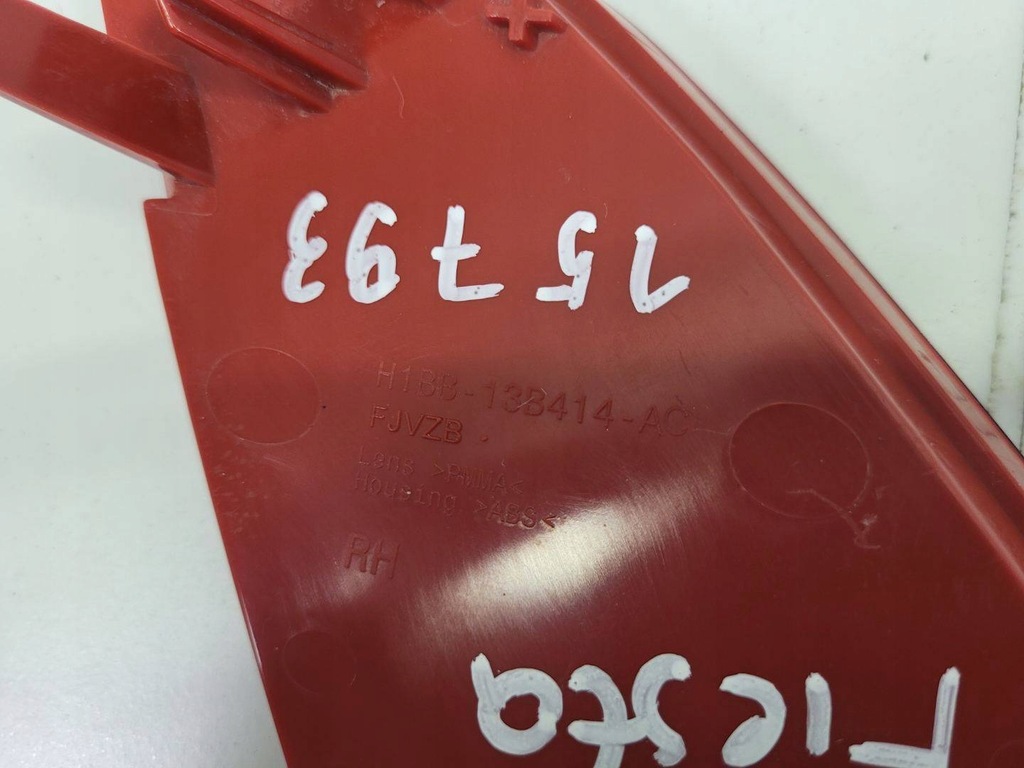 15793
H1BB-13B414-AC
FJVZB .
Lens >PMMA<
Housing >ABS<
RH
Fiesta